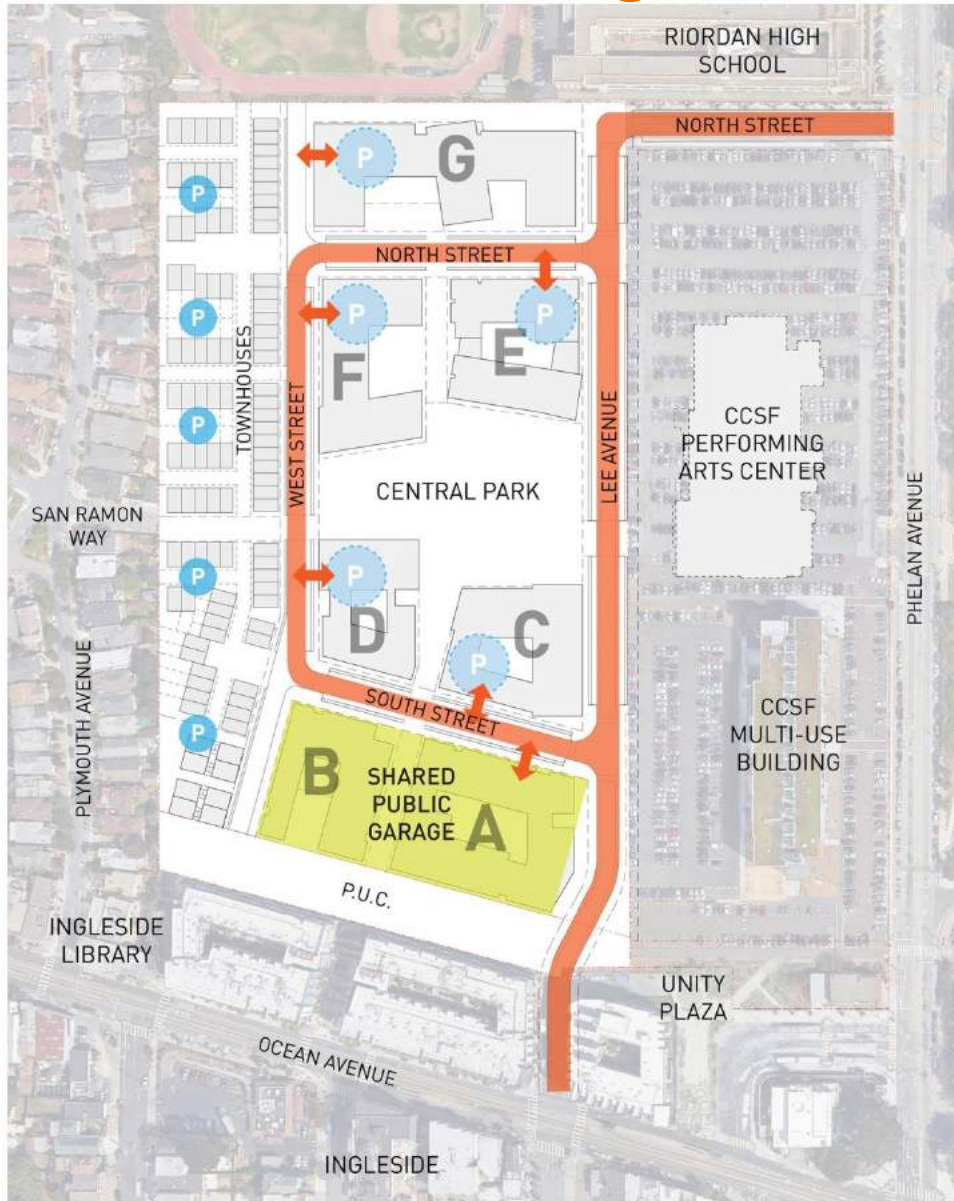 RIORDAN HIGH
SCHOOL
NORTH STREET
P
G
P
NORTH STREET
P
P
P
F
E
TOWNHOUSES
WEST STREET
LEE AVENUE
P
CCSF
PERFORMING
ARTS CENTER
CENTRAL PARK
SAN RAMON
WAY
PHELAN AVENUE
P
P
D
C
P
SOUTH STREET
PLYMOUTH AVENUE
P
CCSF
MULTI-USE
BUILDING
B
SHARED
PUBLIC
GARAGE
A
P.U.C.
INGLESIDE
LIBRARY
UNITY
PLAZA
OCEAN AVENUE
INGLESIDE